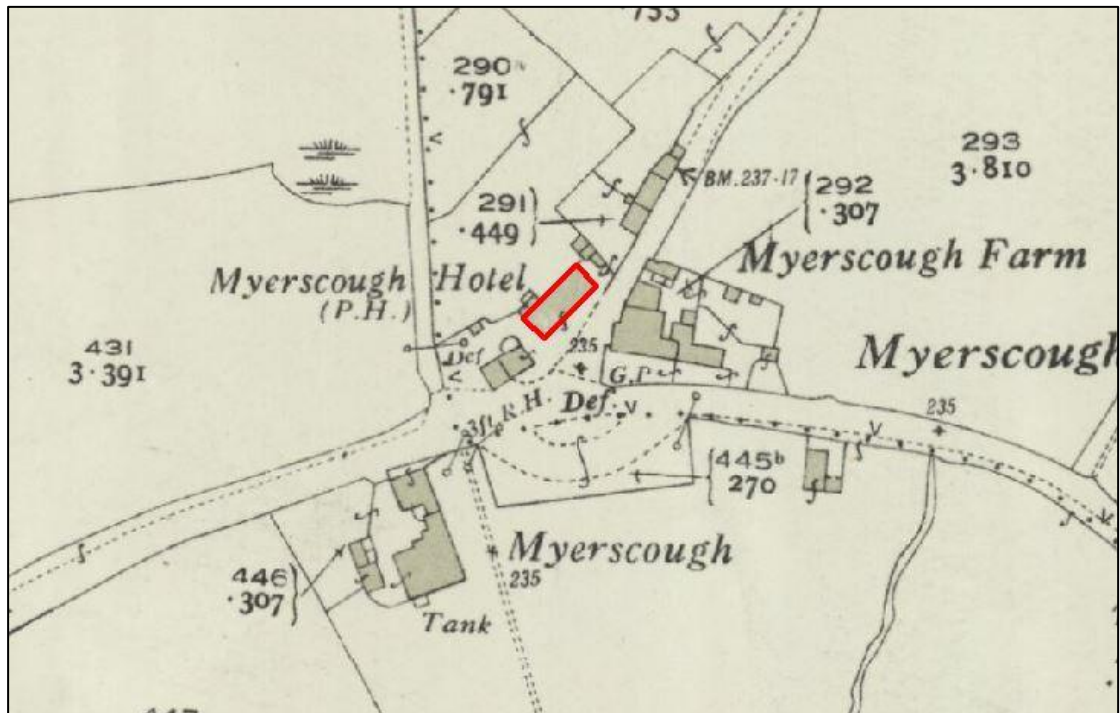 290
·791
293
3·810
B.M. 237·17
292
·307
291
·449
Myerscough Farm
Myerscough Hotel
(P.H.)
431
3·391
Def.
235
Myerscough
G.P.
3ft. R.H.
Def.
235
445b
270
Myerscough
235
446
·307
Tank